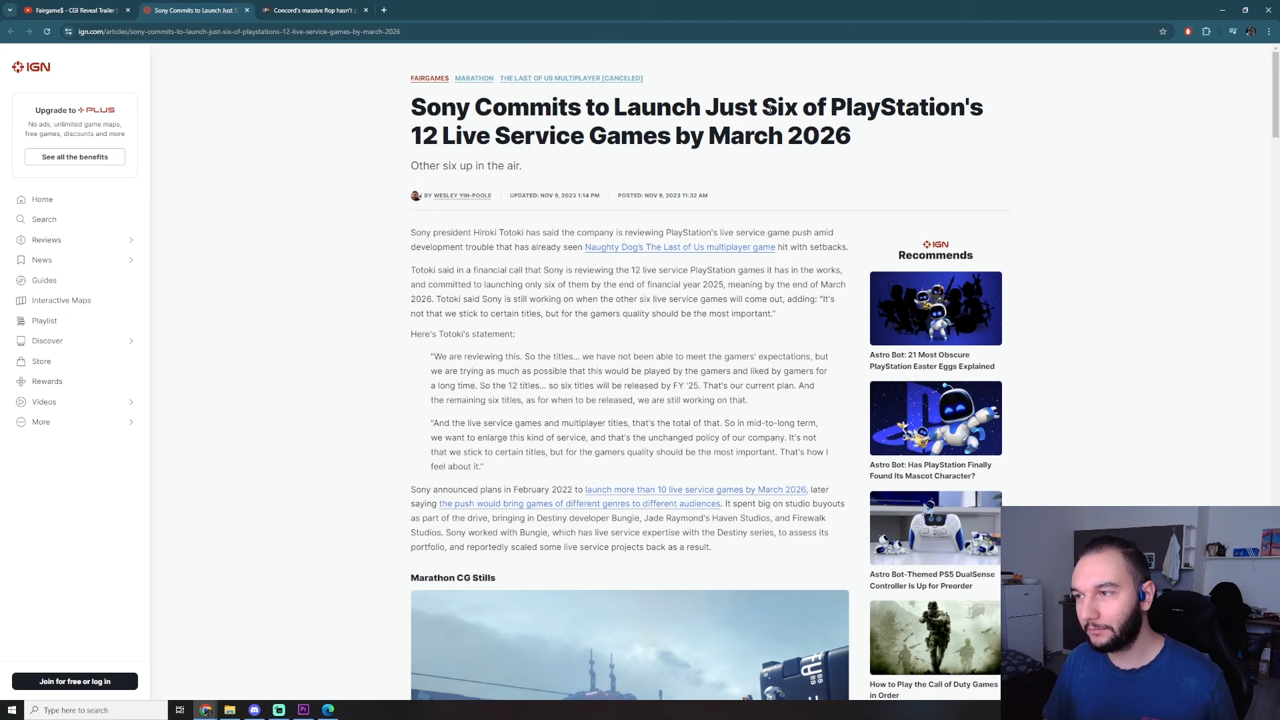 Fairgame$ - CGI Reveal Trailer |
Sony Commits to Launch Just S
Concord's massive flop hasn't p
ign.com/articles/sony-commits-to-launch-just-six-of-playstations-12-live-service-games-by-march-2026
IGN
Upgrade to PLUS
No ads, unlimited game maps,
free games, discounts and more
See all the benefits
Home
Search
Reviews
News
Guides
Interactive Maps
Playlist
Discover
Store
Rewards
Videos
More
Join for free or log in
FAIRGAMES MARATHON THE LAST OF US MULTIPLAYER [CANCELED]
Sony Commits to Launch Just Six of PlayStation's
12 Live Service Games by March 2026
Other six up in the air.
BY WESLEY YIN-POOLE UPDATED: NOV 9, 2023 1:14 PM POSTED: NOV 9, 2023 11:32 AM
Sony president Hiroki Totoki has said the company is reviewing PlayStation's live service game push amid
development trouble that has already seen Naughty Dog's The Last of Us multiplayer game hit with setbacks.
Totoki said in a financial call that Sony is reviewing the 12 live service PlayStation games it has in the works,
and committed to launching only six of them by the end of financial year 2025, meaning by the end of March
2026. Totoki said Sony is still working on when the other six live service games will come out, adding: "It's
not that we stick to certain titles, but for the gamers quality should be the most important."
Here's Totoki's statement:
"We are reviewing this. So the titles... we have not been able to meet the gamers' expectations, but
we are trying as much as possible that this would be played by the gamers and liked by gamers for
a long time. So the 12 titles... so six titles will be released by FY '25. That's our current plan. And
the remaining six titles, as for when to be released, we are still working on that.
"And the live service games and multiplayer titles, that's the total of that. So in mid-to-long term,
we want to enlarge this kind of service, and that's the unchanged policy of our company. It's not
that we stick to certain titles, but for the gamers quality should be the most important. That's how I
feel about it."
Sony announced plans in February 2022 to launch more than 10 live service games by March 2026, later
saying the push would bring games of different genres to different audiences. It spent big on studio buyouts
as part of the drive, bringing in Destiny developer Bungie, Jade Raymond's Haven Studios, and Firewalk
Studios. Sony worked with Bungie, which has live service expertise with the Destiny series, to assess its
portfolio, and reportedly scaled some live service projects back as a result.
Marathon CG Stills
IGN
Recommends
Astro Bot: 21 Most Obscure
PlayStation Easter Eggs Explained
Astro Bot: Has PlayStation Finally
Found Its Mascot Character?
Astro Bot-Themed PS5 DualSense
Controller Is Up for Preorder
How to Play the Call of Duty Games
in Order
Type here to search